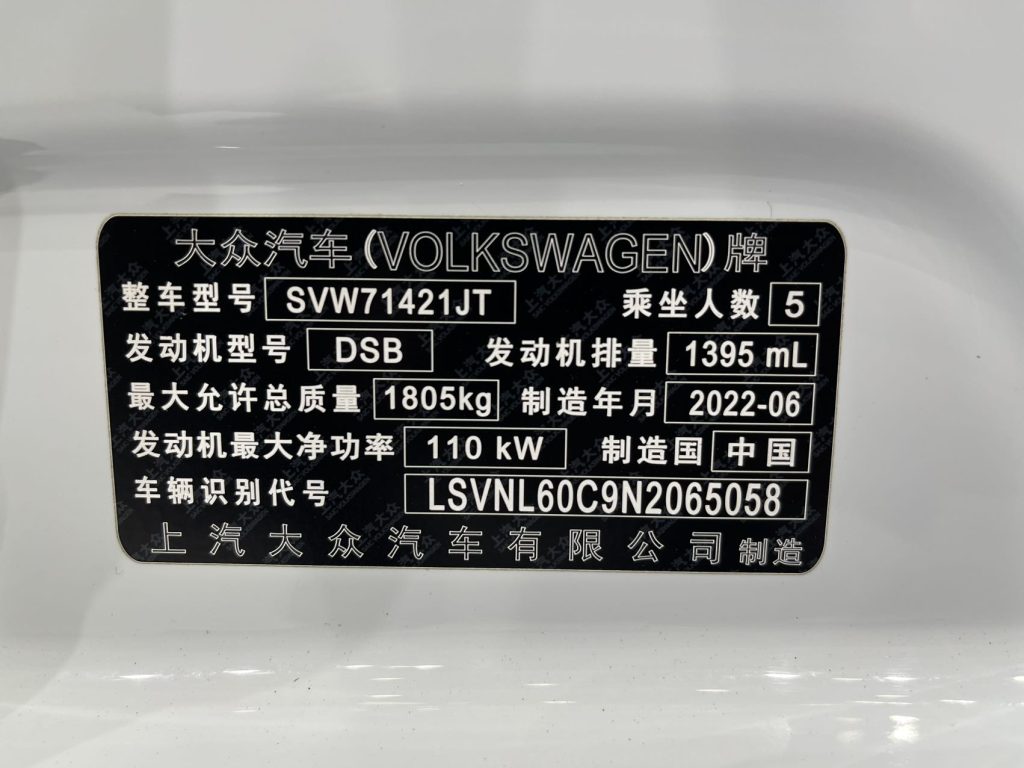 大众汽车(VOLKSWAGEN)牌
整车型号 SVW71421JT 乘坐人数 5
发动机型号 DSB 发动机排量 1395 mL
最大允许总质量 1805kg 制造年月 2022-06
发动机最大净功率 110 kW 制造国 中国
车辆识别代号 LSVNL60C9N2065058
上汽大众汽车有限公司 制造